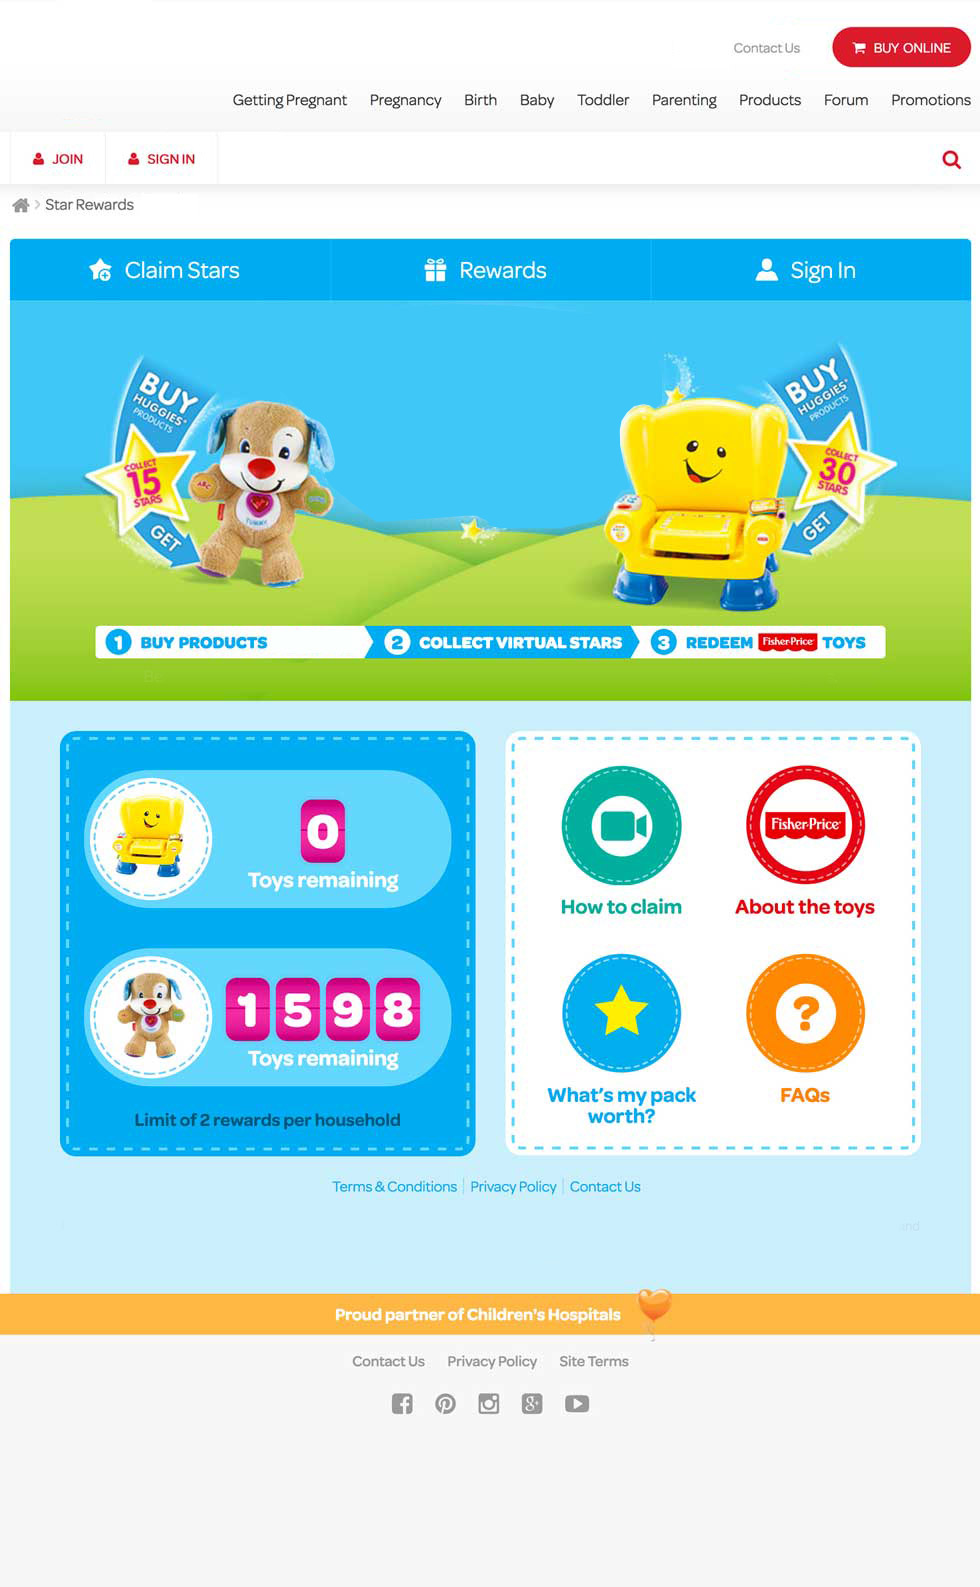 Contact Us
BUY ONLINE
Getting Pregnant Pregnancy Birth Baby Toddler Parenting Products Forum Promotions
JOIN SIGN IN
Star Rewards
Claim Stars Rewards Sign In
BUY
HUGGIES®
PRODUCTS
COLLECT
15
STARS
GET
ABC
BUY
HUGGIES®
PRODUCTS
COLLECT
30
STARS
GET
1 BUY PRODUCTS 2 COLLECT VIRTUAL STARS 3 REDEEM Fisher-Price TOYS
0
Toys remaining
1598
Toys remaining
Limit of 2 rewards per household
How to claim
Fisher-Price
About the toys
What's my pack
worth?
?
FAQs
Terms & Conditions | Privacy Policy | Contact Us
Proud partner of Children's Hospitals
Contact Us Privacy Policy Site Terms